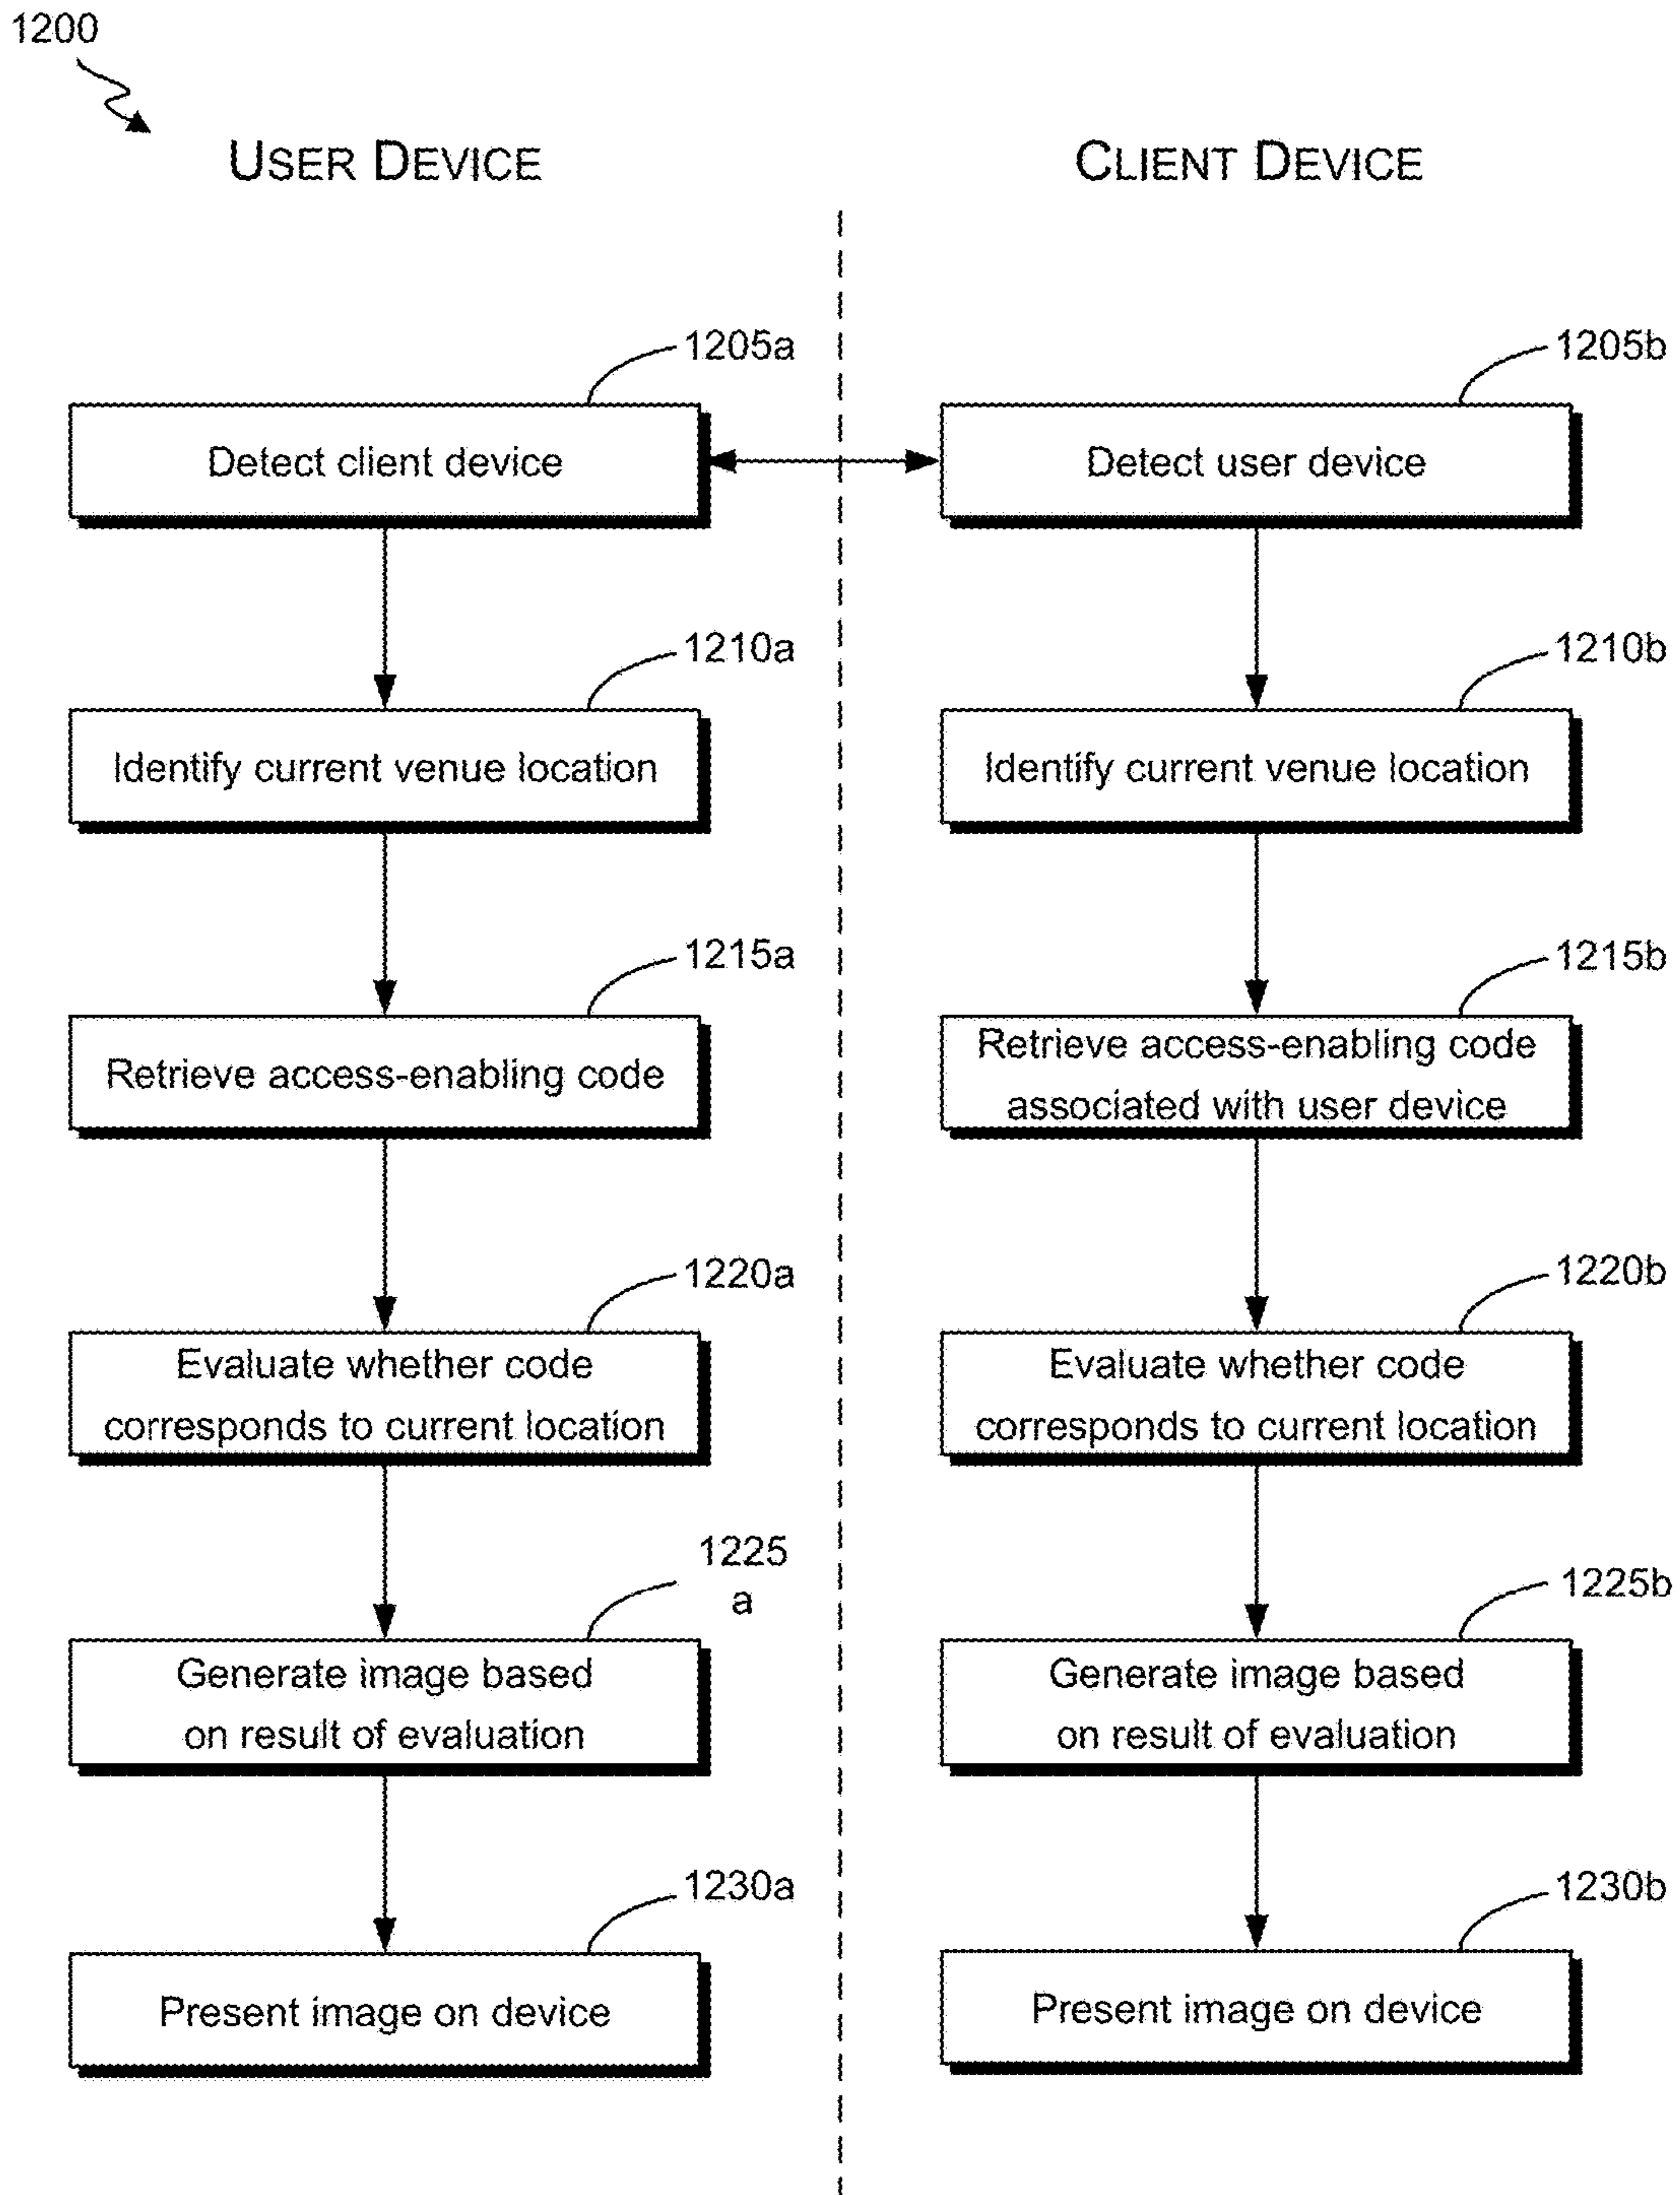 1200
USER DEVICE
CLIENT DEVICE
1205a
1205b
Detect client device
Detect user device
1210a
1210b
Identify current venue location
Identify current venue location
1215a
1215b
Retrieve access-enabling code
Retrieve access-enabling code
associated with user device
1220a
1220b
Evaluate whether code
corresponds to current location
Evaluate whether code
corresponds to current location
1225
a
1225b
Generate image based
on result of evaluation
Generate image based
on result of evaluation
1230a
1230b
Present image on device
Present image on device